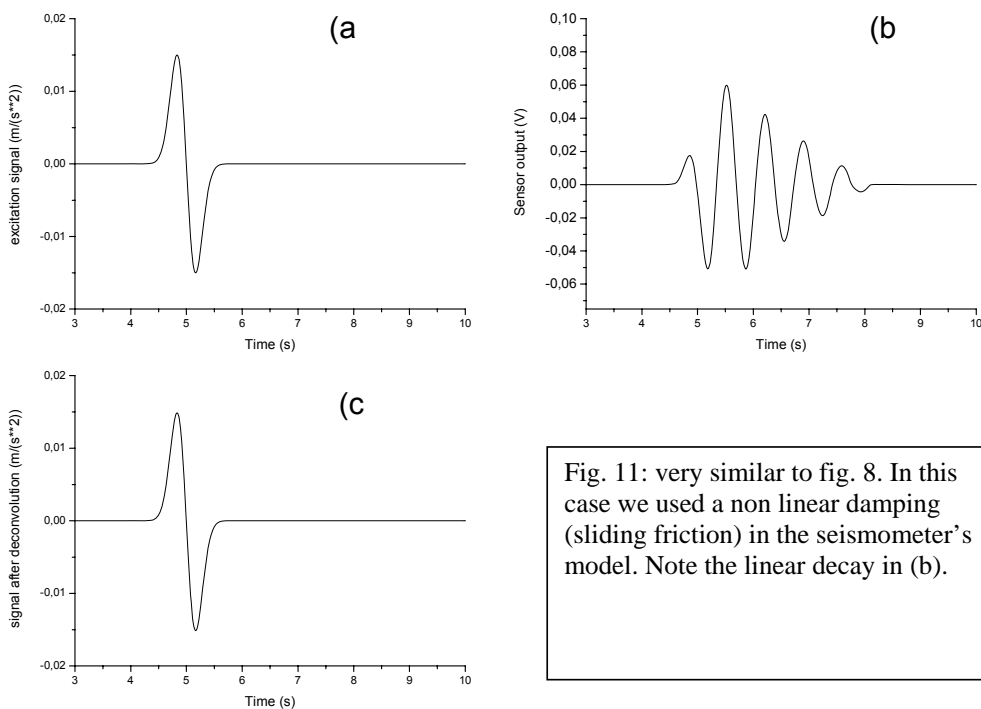 (a
0,02
0,01
0,00
-0,01
-0,02
excitation signal (m/(s**2))
3 4 5 6 7 8 9 10
Time (s)
(b
0,10
0,08
0,06
0,04
0,02
0,00
-0,02
-0,04
-0,06
Sensor output (V)
3 4 5 6 7 8 9 10
Time (s)
(c
0,02
0,01
0,00
-0,01
-0,02
signal after deconvolution (m/(s**2))
3 4 5 6 7 8 9 10
Time (s)
Fig. 11: very similar to fig. 8. In this
case we used a non linear damping
(sliding friction) in the seismometer’s
model. Note the linear decay in (b).